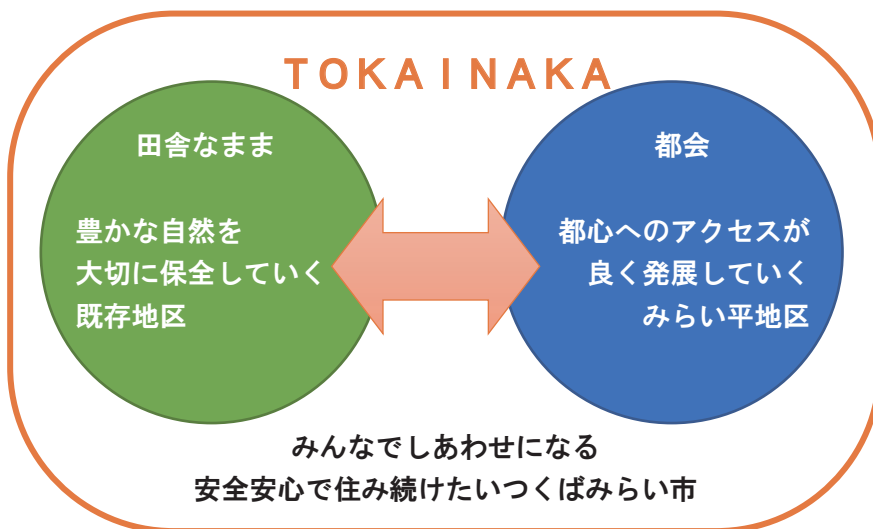 TOKAINAKA
田舎なまま
豊かな自然を
大切に保全していく
既存地区
都会
都心へのアクセスが
良く発展していく
みらい平地区
みんなでしあわせになる
安全安心で住み続けたいつくばみらい市